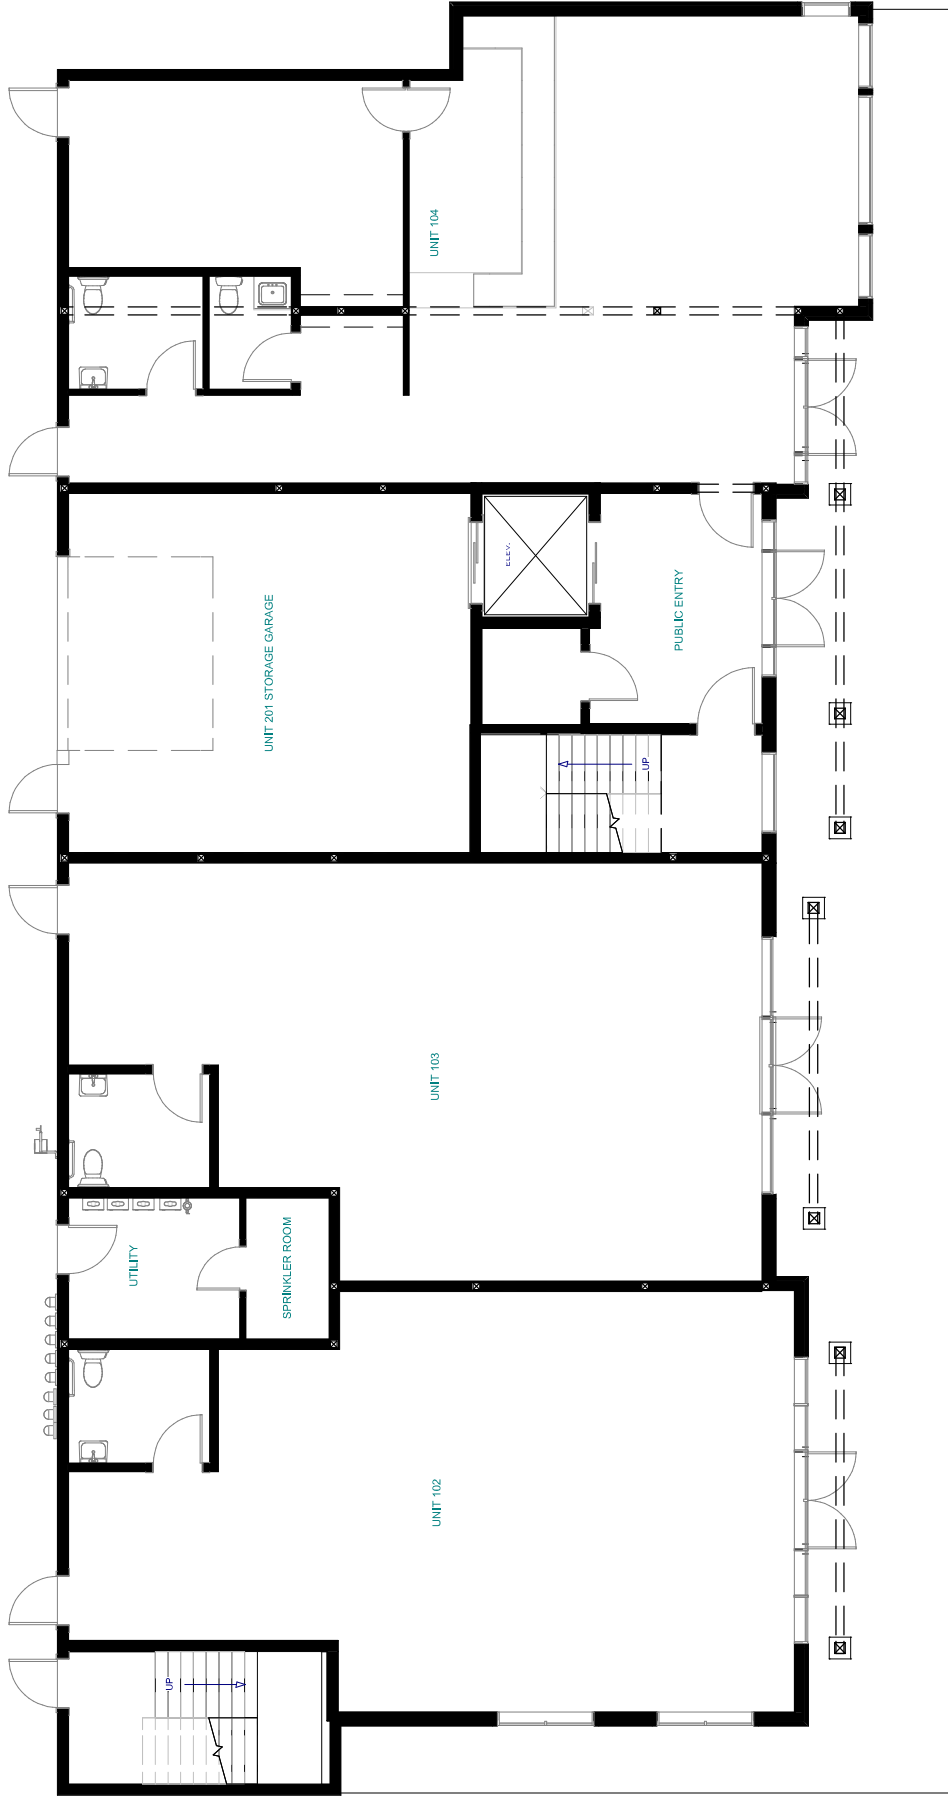 UNIT 104
ELEV.
PUBLIC ENTRY
UNIT 201 STORAGE GARAGE
UP
UNIT 103
SPRINKLER ROOM
UTILITY
UNIT 102
UP